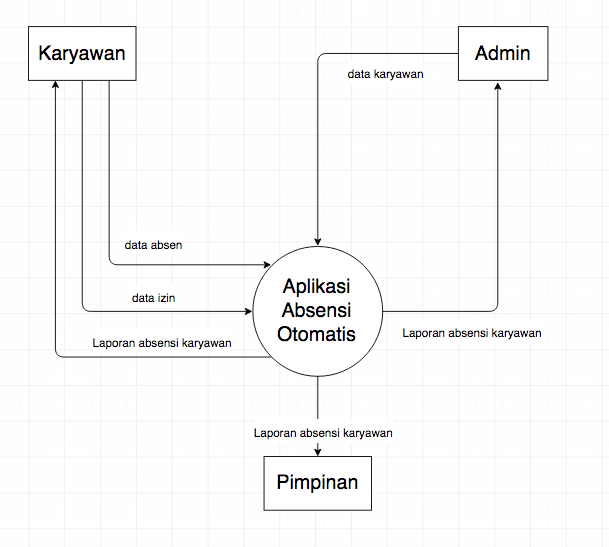 Karyawan
Admin
data karyawan
data absen
data izin
Aplikasi
Absensi
Otomatis
Laporan absensi karyawan
Laporan absensi karyawan
Laporan absensi karyawan
Pimpinan